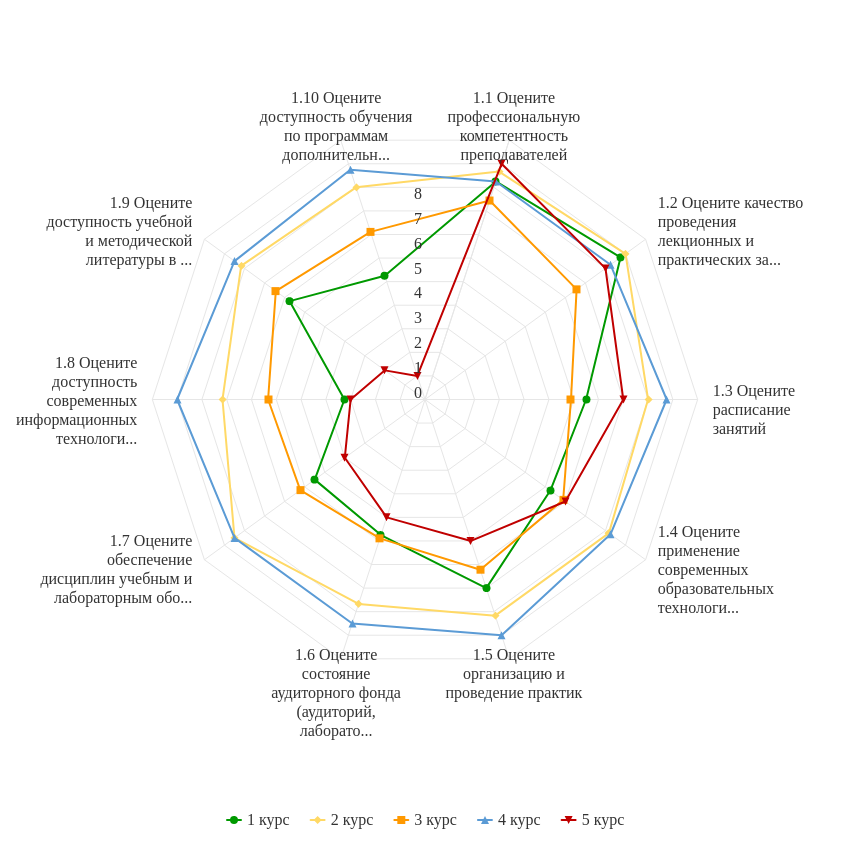 1.10 Оцените
доступность обучения
по программам
дополнительн...
1.1 Оцените
профессиональную
компетентность
преподавателей
1.9 Оцените
доступность учебной
и методической
литературы в ...
1.2 Оцените качество
проведения
лекционных и
практических за...
8
7
6
5
4
3
2
1
0
1.8 Оцените
доступность
современных
информационных
технологи...
1.3 Оцените
расписание
занятий
1.7 Оцените
обеспечение
дисциплин учебным и
лабораторным обо...
1.4 Оцените
применение
современных
образовательных
технологи...
1.6 Оцените
состояние
аудиторного фонда
(аудиторий,
лаборато...
1.5 Оцените
организацию и
проведение практик
1 курс 2 курс 3 курс 4 курс 5 курс